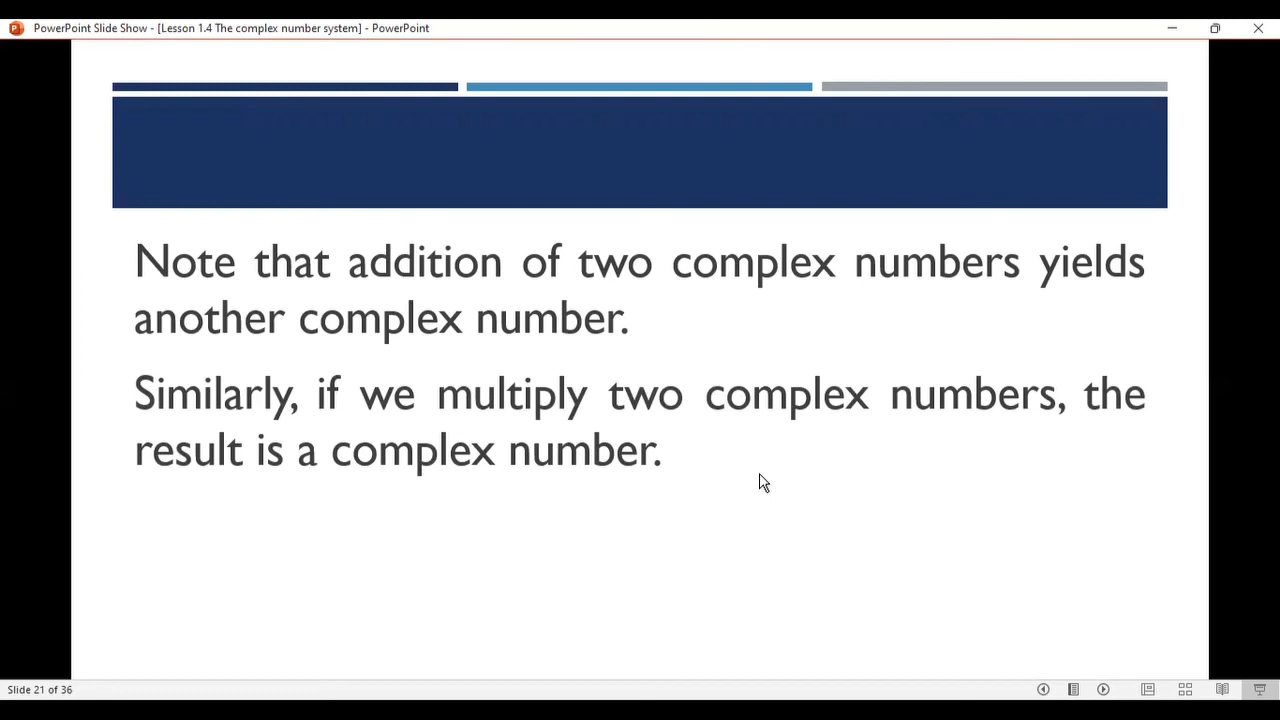 PowerPoint Slide Show - [Lesson 1.4 The complex number system] - PowerPoint
Note that addition of two complex numbers yields
another complex number.
Similarly, if we multiply two complex numbers, the
result is a complex number.
Slide 21 of 36